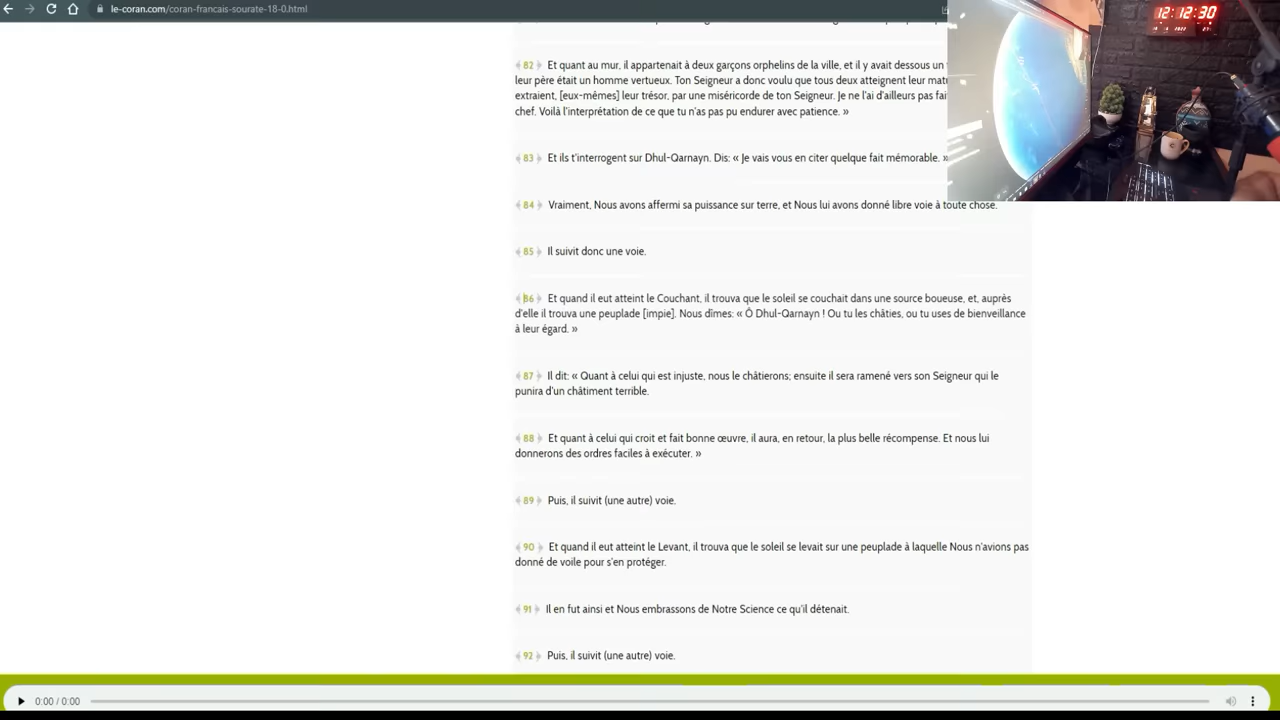 le-coran.com/coran-francais-sourate-18-0.html
12:12:30
82 Et quant au mur, il appartenait à deux garçons orphelins de la ville, et il y avait dessous un
leur père était un homme vertueux. Ton Seigneur a donc voulu que tous deux atteignent leur
extraient, [eux-mêmes] leur trésor, par une miséricorde de ton Seigneur. Je ne l'ai d'ailleurs pas
chef. Voilà l'interprétation de ce que tu n'as pas pu endurer avec patience. »
83 Et ils t'interrogent sur Dhul-Qarnayn. Dis: « Je vais vous en citer quelque fait mémorable. »
84 Vraiment, Nous avons affermi sa puissance sur terre, et Nous lui avons donné libre voie à toute chose.
85 Il suivit donc une voie.
86 Et quand il eut atteint le Couchant, il trouva que le soleil se couchait dans une source boueuse, et, auprès
d'elle il trouva une peuplade [impie]. Nous dîmes: « Ô Dhul-Qarnayn ! Ou tu les châties, ou tu uses de bienveillance
à leur égard. »
87 Il dit: « Quant à celui qui est injuste, nous le châtierons; ensuite il sera ramené vers son Seigneur qui le
punira d'un châtiment terrible.
88 Et quant à celui qui croit et fait bonne œuvre, il aura, en retour, la plus belle récompense. Et nous lui
donnerons des ordres faciles à exécuter. »
89 Puis, il suivit (une autre) voie.
90 Et quand il eut atteint le Levant, il trouva que le soleil se levait sur une peuplade à laquelle Nous n'avions pas
donné de voile pour s'en protéger.
91 Il en fut ainsi et Nous embrassons de Notre Science ce qu'il détenait.
92 Puis, il suivit (une autre) voie.
0:00 / 0:00